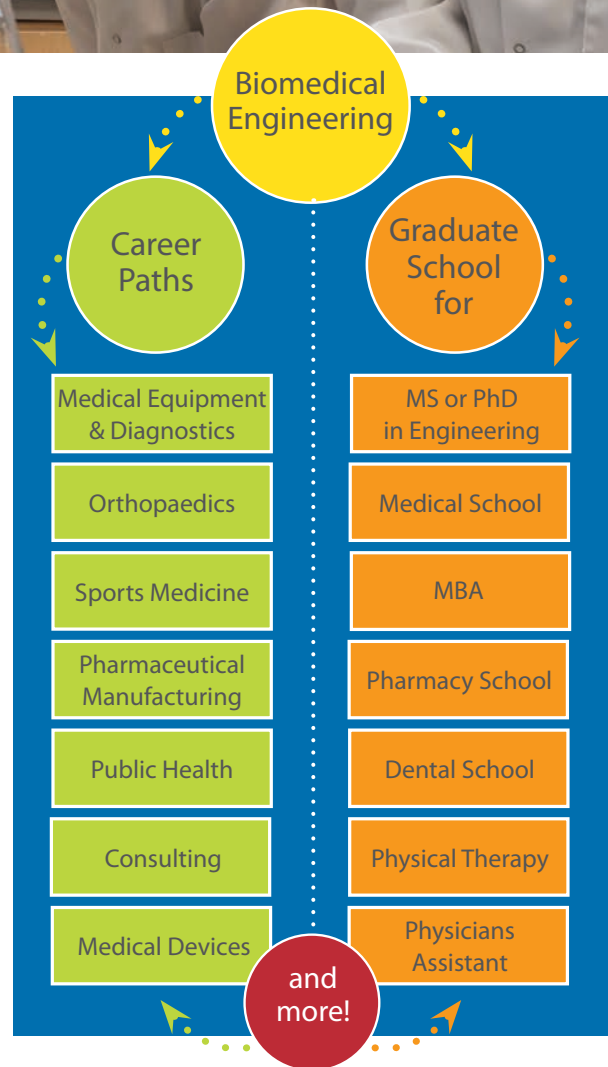 Biomedical
Engineering
Career
Paths
Medical Equipment
& Diagnostics
Orthopaedics
Sports Medicine
Pharmaceutical
Manufacturing
Public Health
Consulting
Medical Devices
Graduate
School
for
MS or PhD
in Engineering
Medical School
MBA
Pharmacy School
Dental School
Physical Therapy
Physicians
Assistant
and
more!